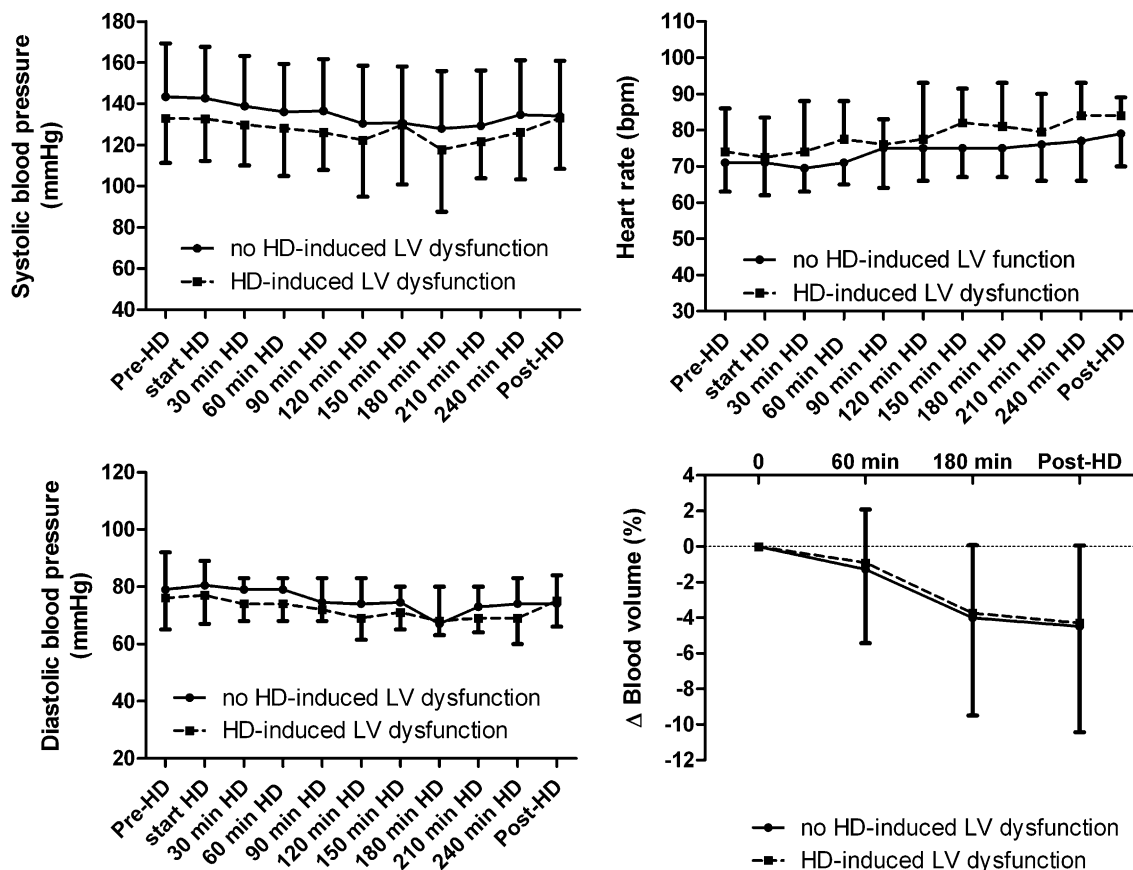 Systolic blood pressure
(mmHg)
180
160
140
120
100
80
60
40
no HD-induced LV dysfunction
HD-induced LV dysfunction
Pre-HD
start HD
30 min HD
60 min HD
90 min HD
120 min HD
150 min HD
180 min HD
210 min HD
240 min HD
Post-HD
Heart rate (bpm)
110
100
90
80
70
60
50
40
30
no HD-induced LV function
HD-induced LV dysfunction
Pre-HD
start HD
30 min HD
60 min HD
90 min HD
120 min HD
150 min HD
180 min HD
210 min HD
240 min HD
Post-HD
Diastolic blood pressure
(mmHg)
120
100
80
60
40
20
no HD-induced LV dysfunction
HD-induced LV dysfunction
Pre-HD
start HD
30 min HD
60 min HD
90 min HD
120 min HD
150 min HD
180 min HD
210 min HD
240 min HD
Post-HD
0 60 min 180 min Post-HD
Δ Blood volume (%)
4
2
0
-2
-4
-6
-8
-10
-12
no HD-induced LV dysfunction
HD-induced LV dysfunction